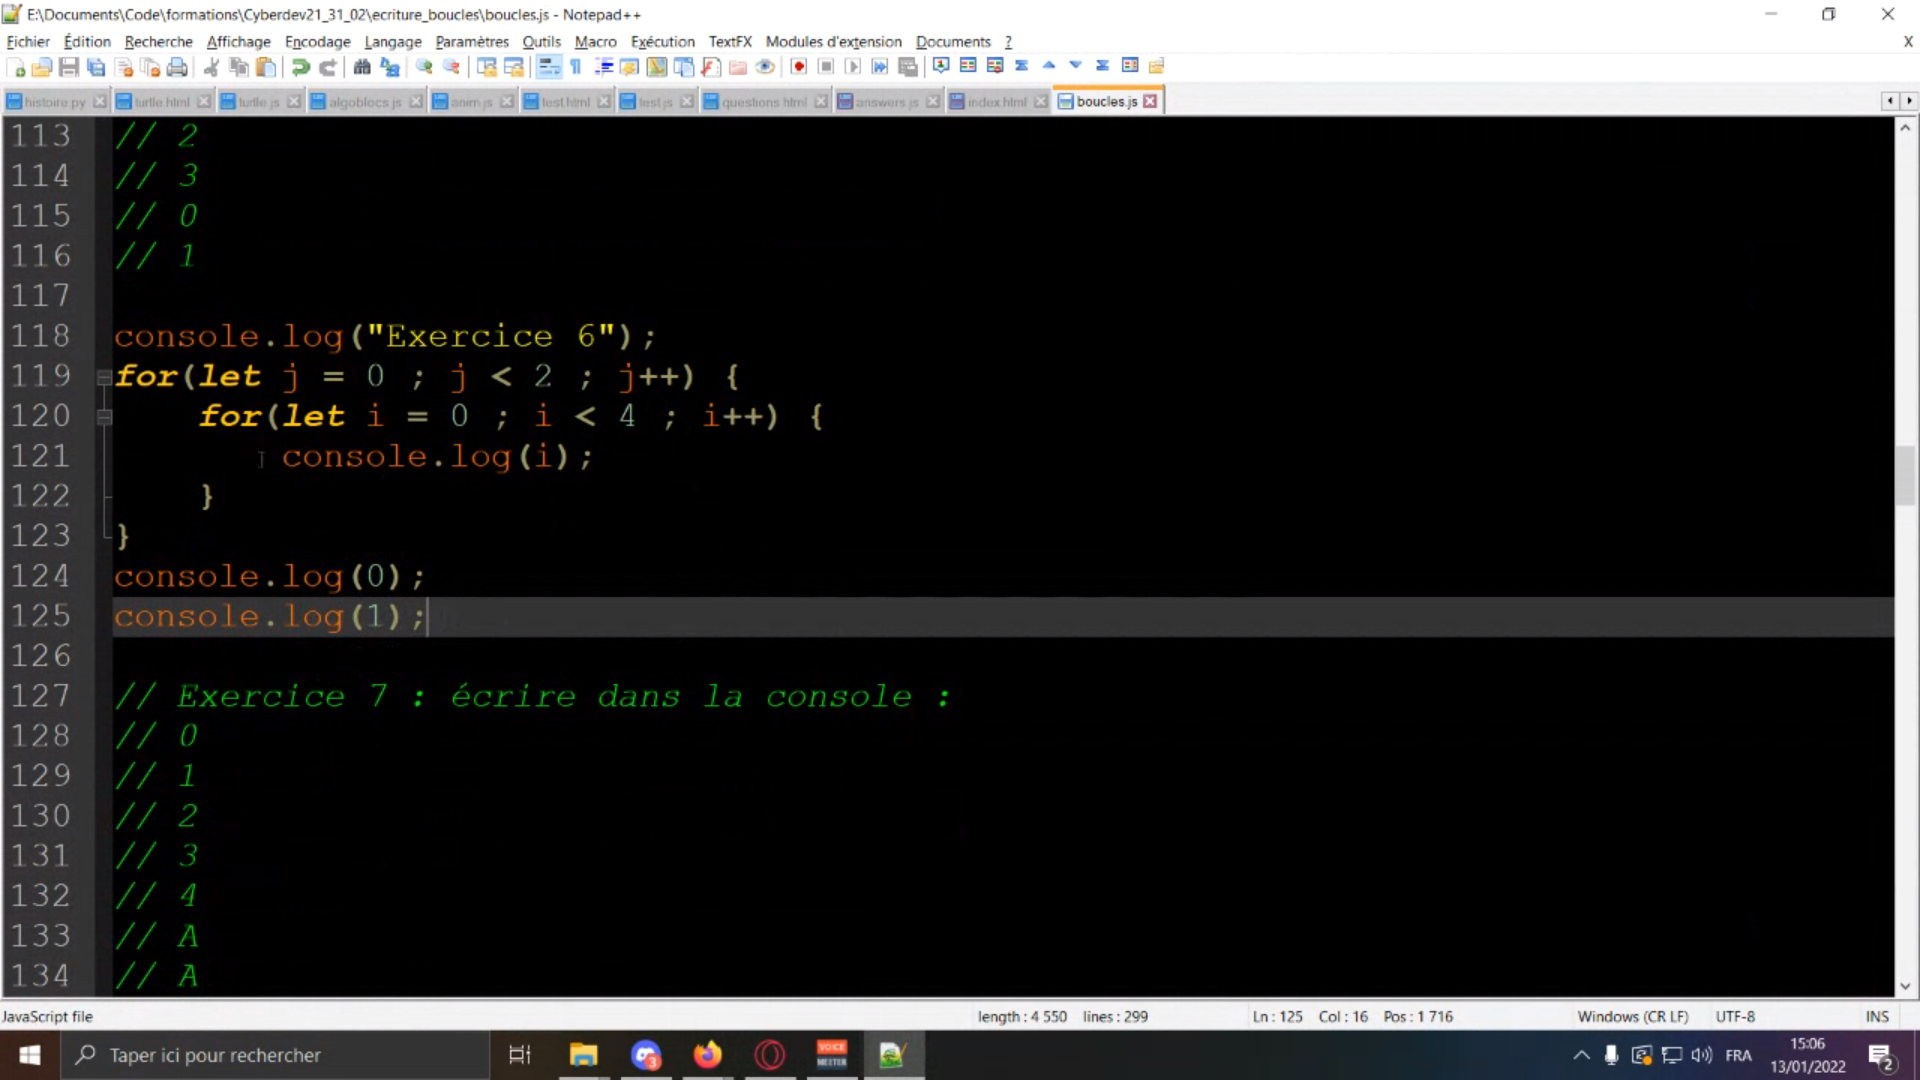 E:\Documents\Code\formations\Cyberdev21_31_02\ecriture_boucles\boucles.js - Notepad++
Fichier Édition Recherche Affichage Encodage Langage Paramètres Outils Macro Exécution TextFX Modules d'extension Documents ? X
histoire.py turtle.html turtle.js algoblocs.js anim.js test.html test.js questions.html answers.js index.html boucles.js
113 // 2
114 // 3
115 // 0
116 // 1
117
118 console.log("Exercice 6");
119 for(let j = 0 ; j < 2 ; j++) {
120 for(let i = 0 ; i < 4 ; i++) {
121 console.log(i);
122 }
123 }
124 console.log(0);
125 console.log(1);
126
127 // Exercice 7 : écrire dans la console :
128 // 0
129 // 1
130 // 2
131 // 3
132 // 4
133 // A
134 // A
JavaScript file length : 4 550 lines : 299 Ln : 125 Col : 16 Pos : 1 716 Windows (CR LF) UTF-8 INS
Taper ici pour rechercher 3 VOICE MEETER FRA 15:06
13/01/2022 2